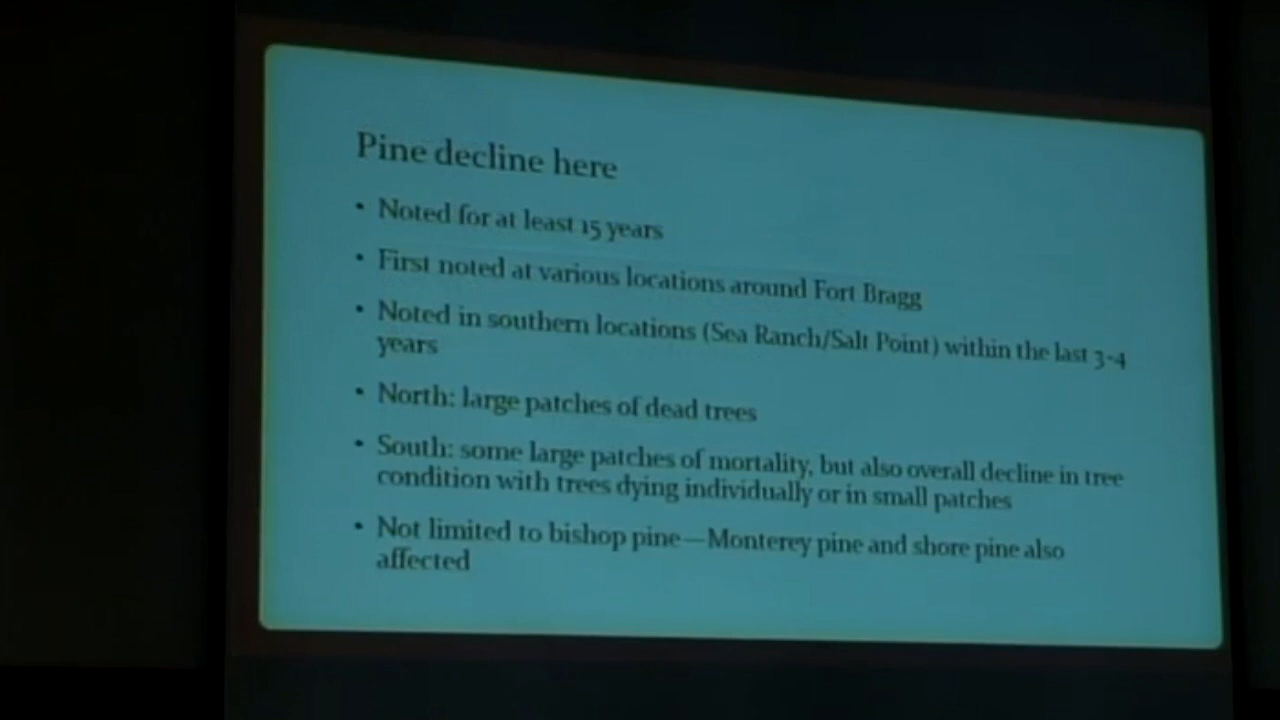 Pine decline here
• Noted for at least 15 years
• First noted at various locations around Fort Bragg
• Noted in southern locations (Sea Ranch/Salt Point) within the last 3-4
years
• North: large patches of dead trees
• South: some large patches of mortality, but also overall decline in tree
condition with trees dying individually or in small patches
• Not limited to bishop pine—Monterey pine and shore pine also
affected